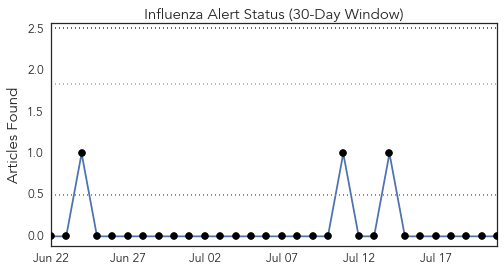 Influenza Alert Status (30-Day Window)
Articles Found
2.5
2.0
1.5
1.0
0.5
0.0
Jun 22 Jun 27 Jul 02 Jul 07 Jul 12 Jul 17